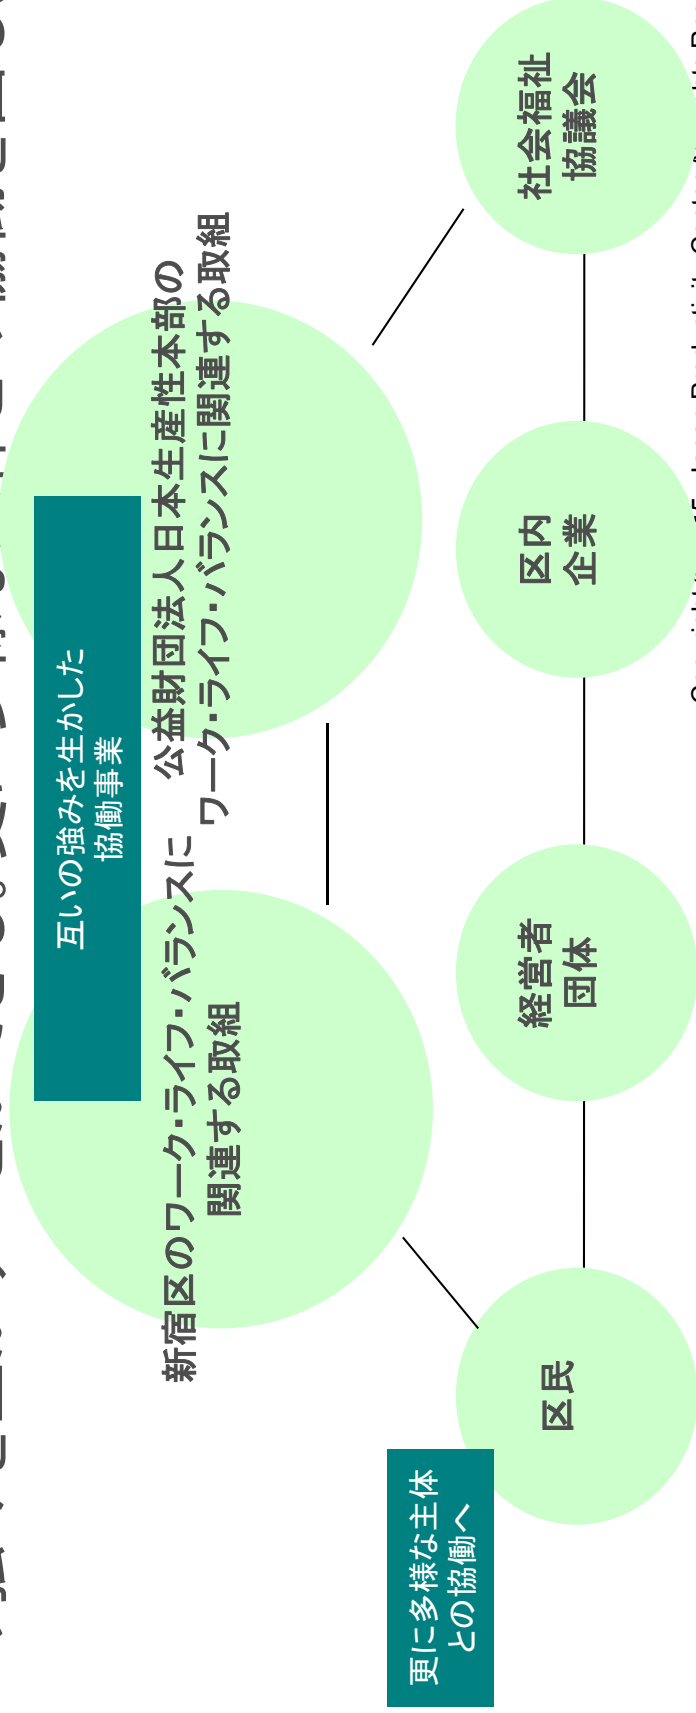 互いの強みを生かした
協働事業
新宿区のワーク・ライフ・バランスに
関連する取組
公益財団法人日本生産性本部の
ワーク・ライフ・バランスに関連する取組
更に多様な主体
との協働へ
区民
経営者
団体
区内
企業
社会福祉
協議会